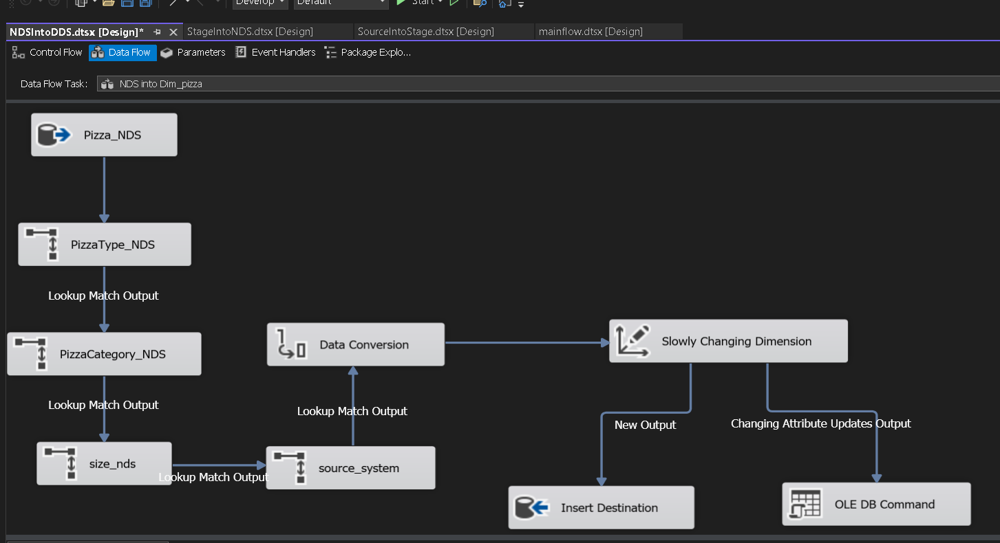 Develop Default Start
NDSIntoDDS.dtsx [Design]* StageIntoNDS.dtsx [Design] SourceIntoStage.dtsx [Design] mainflow.dtsx [Design]
Control Flow Data Flow Parameters Event Handlers Package Explo...
Data Flow Task: NDS into Dim_pizza
Pizza_NDS
PizzaType_NDS
Lookup Match Output
PizzaCategory_NDS
Lookup Match Output
size_nds
Lookup Match Output
source_system
Lookup Match Output
Data Conversion
Slowly Changing Dimension
New Output
Changing Attribute Updates Output
Insert Destination
OLE DB Command